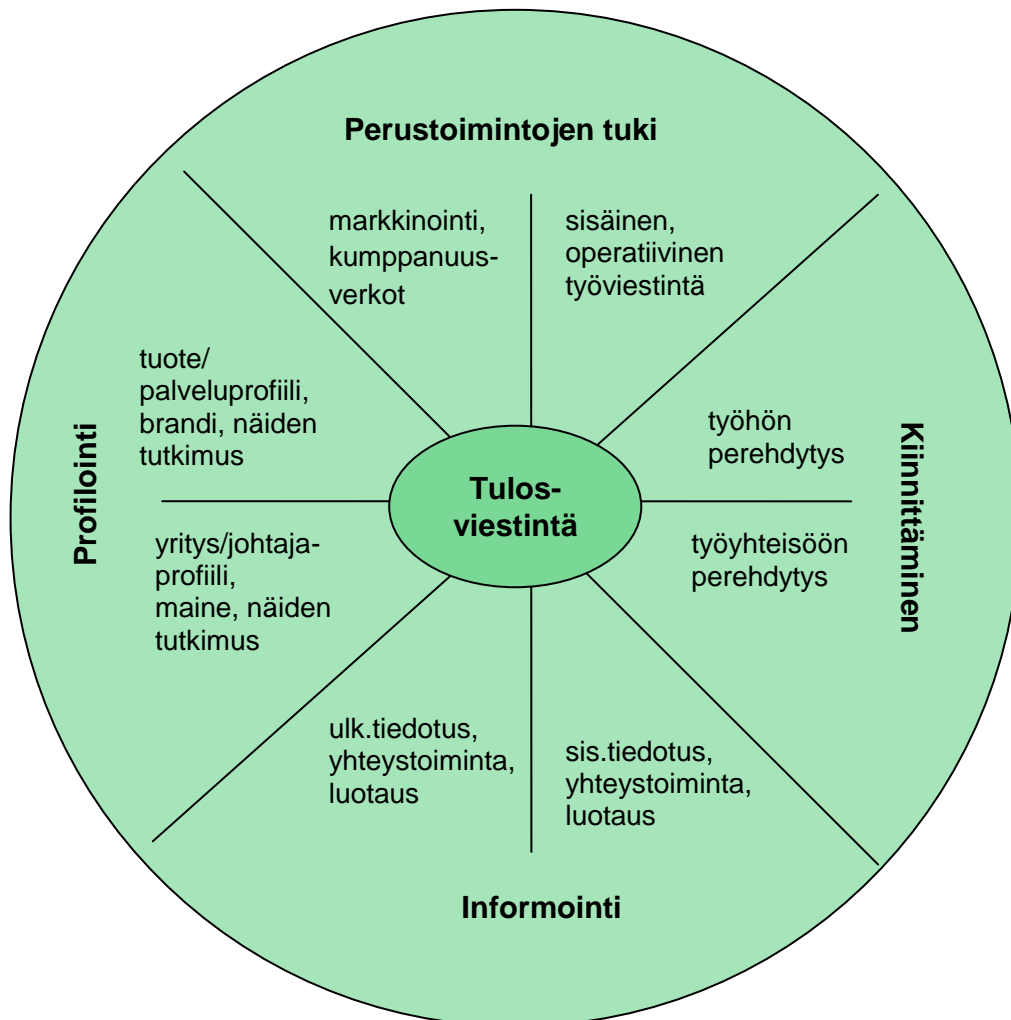 Perustoimintojen tuki
markkinointi,
kumppanuus-
verkot
sisäinen,
operatiivinen
työviestintä
Profilointi
tuote/
palveluprofiili,
brandi, näiden
tutkimus
yritys/johtaja-
profiili,
maine, näiden
tutkimus
Tulos-
viestintä
työhön
perehdytys
työyhteisöön
perehdytys
Kiinnittäminen
ulk.tiedotus,
yhteystoiminta,
luotaus
sis.tiedotus,
yhteystoiminta,
luotaus
Informointi